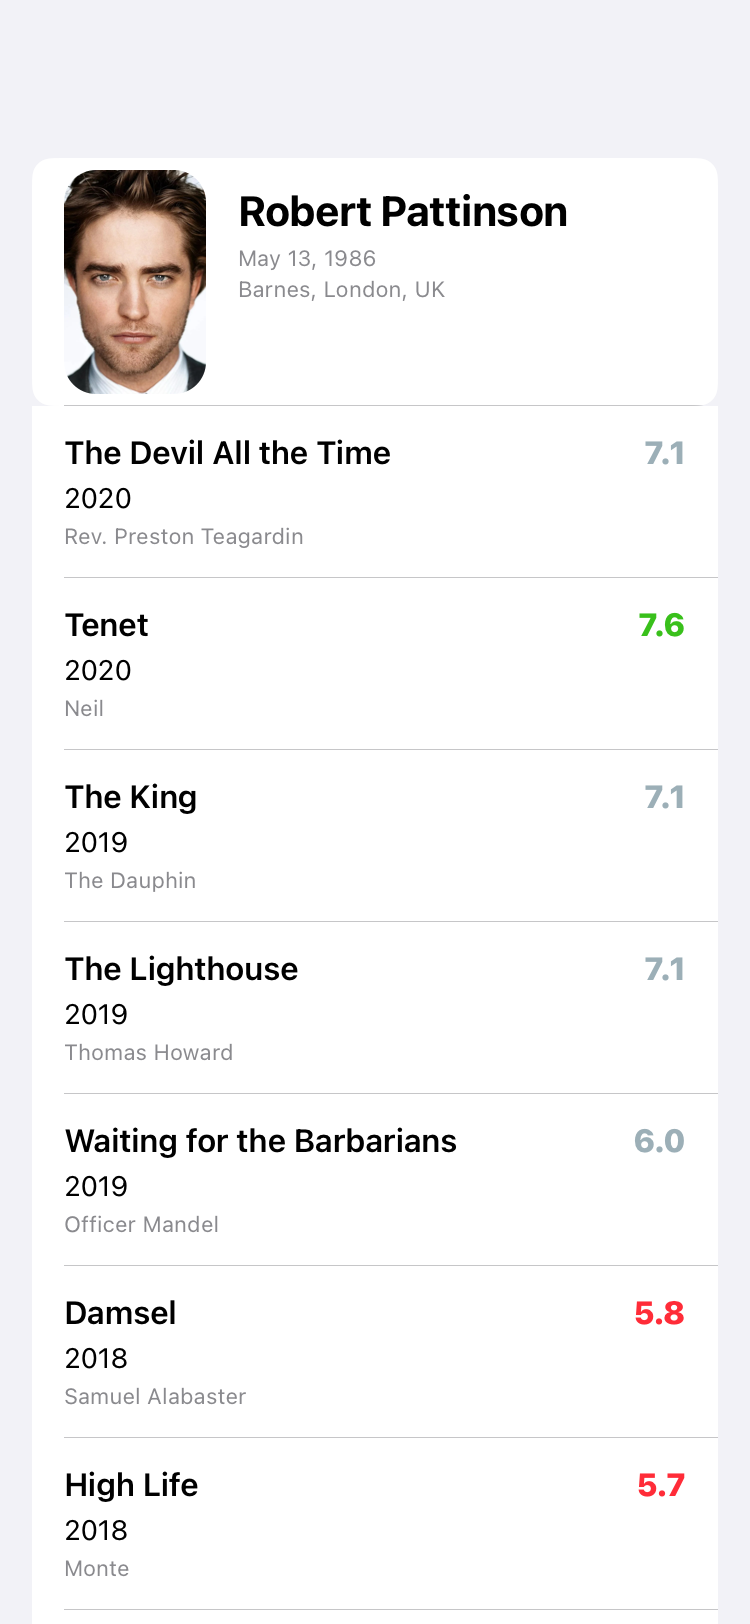 Robert Pattinson
May 13, 1986
Barnes, London, UK
The Devil All the Time 7.1
2020
Rev. Preston Teagardin
Tenet 7.6
2020
Neil
The King 7.1
2019
The Dauphin
The Lighthouse 7.1
2019
Thomas Howard
Waiting for the Barbarians 6.0
2019
Officer Mandel
Damsel 5.8
2018
Samuel Alabaster
High Life 5.7
2018
Monte